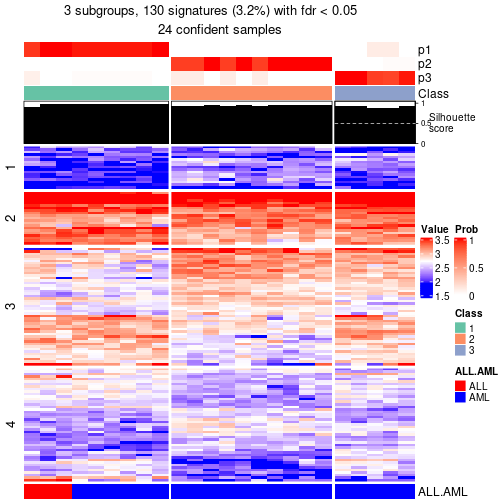 3 subgroups, 130 signatures (3.2%) with fdr < 0.05
24 confident samples
p1
p2
p3
Class
1
0.5
0
Silhouette
score
1
2
3
4
Value
3.5
3
2.5
2
1.5
Prob
1
0.5
0
Class
1
2
3
ALL.AML
ALL
AML
ALL.AML